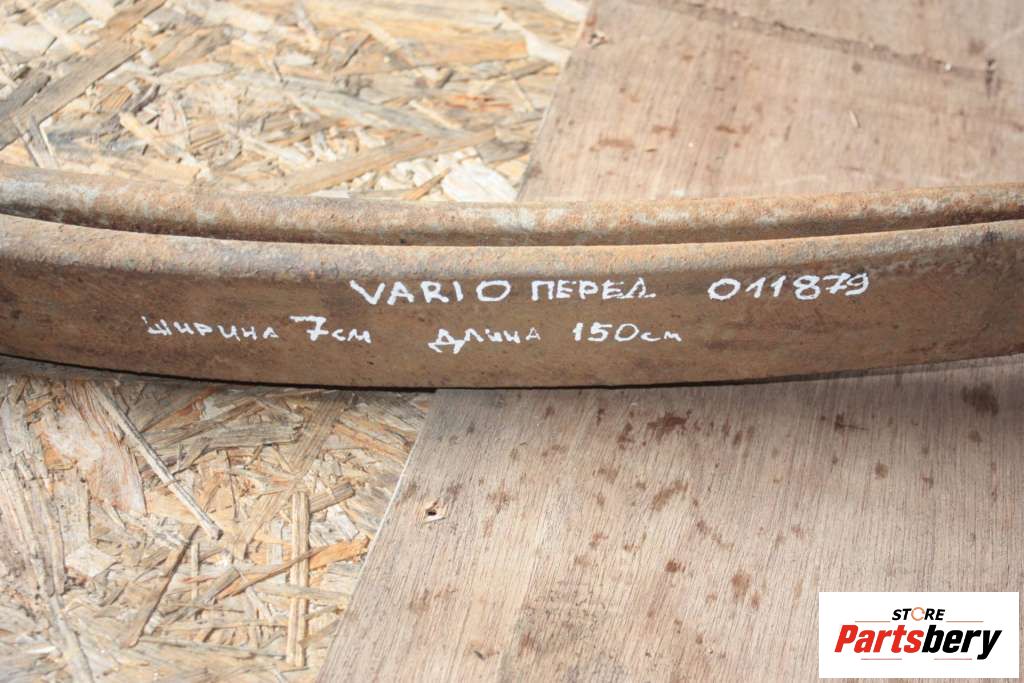 VARIO ПЕРЕД 011879
ШИРИНА 7см ДЛИНА 150см
STORE
Partsbery